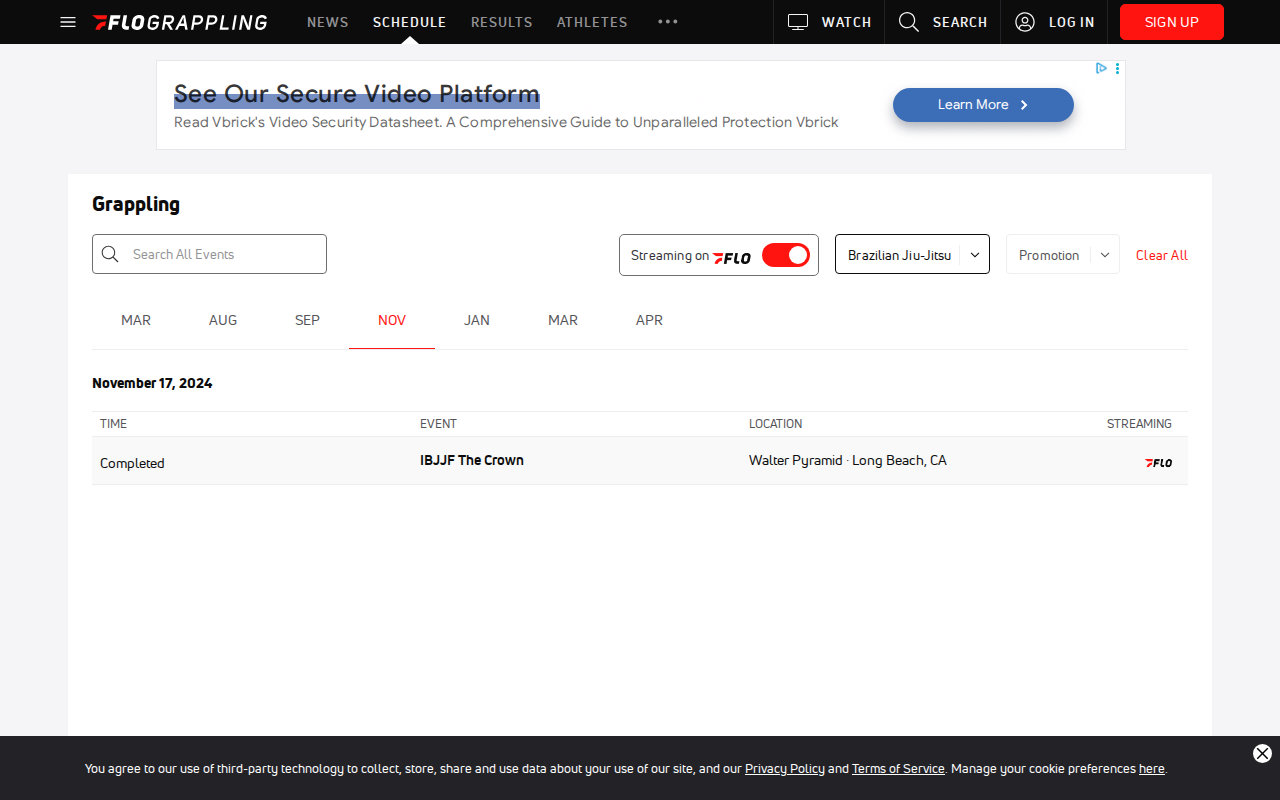 FLOGRAPPLING NEWS SCHEDULE RESULTS ATHLETES WATCH SEARCH LOG IN SIGN UP
See Our Secure Video Platform
Read Vbrick's Video Security Datasheet. A Comprehensive Guide to Unparalleled Protection Vbrick
Learn More
Grappling
Search All Events
Streaming on FLO
Brazilian Jiu-Jitsu
Promotion
Clear All
MAR AUG SEP NOV JAN MAR APR
November 17, 2024
TIME EVENT LOCATION STREAMING
Completed IBJJF The Crown Walter Pyramid · Long Beach, CA FLO
You agree to our use of third-party technology to collect, store, share and use data about your use of our site, and our Privacy Policy and Terms of Service. Manage your cookie preferences here.